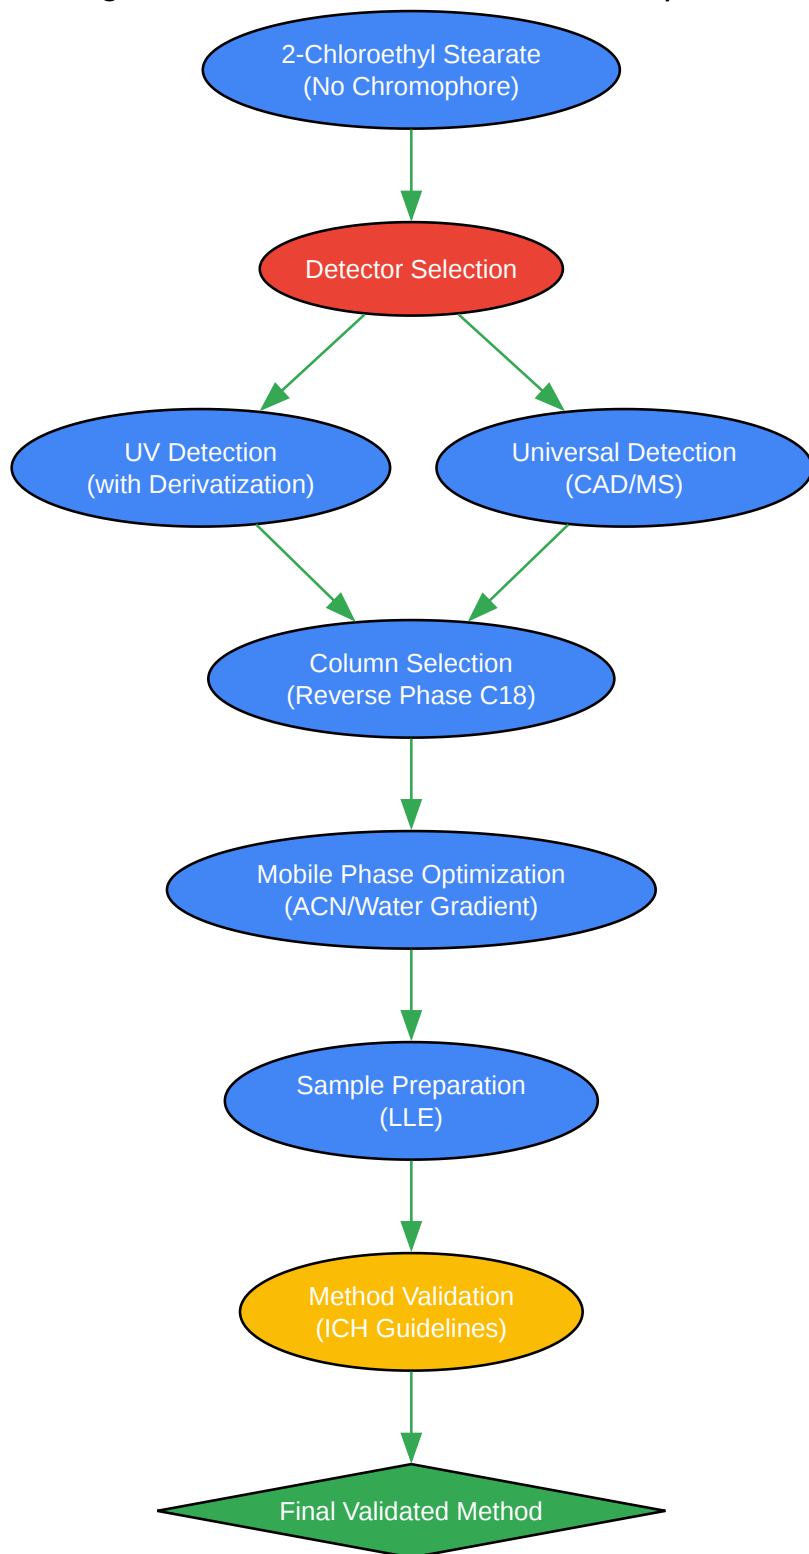 2-Chloroethyl Stearate
(No Chromophore)
Detector Selection
UV Detection
(with Derivatization)
Universal Detection
(CAD/MS)
Column Selection
(Reverse Phase C18)
Mobile Phase Optimization
(ACN/Water Gradient)
Sample Preparation
(LLE)
Method Validation
(ICH Guidelines)
Final Validated Method